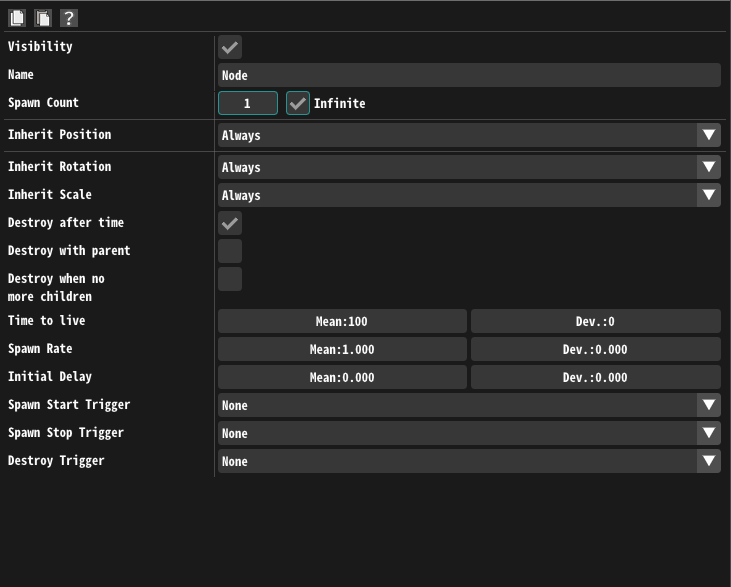 ?
Visibility
Name Node
Spawn Count 1 Infinite
Inherit Position Always
Inherit Rotation Always
Inherit Scale Always
Destroy after time
Destroy with parent
Destroy when no
more children
Time to live Mean:100 Dev.:0
Spawn Rate Mean:1.000 Dev.:0.000
Initial Delay Mean:0.000 Dev.:0.000
Spawn Start Trigger None
Spawn Stop Trigger None
Destroy Trigger None